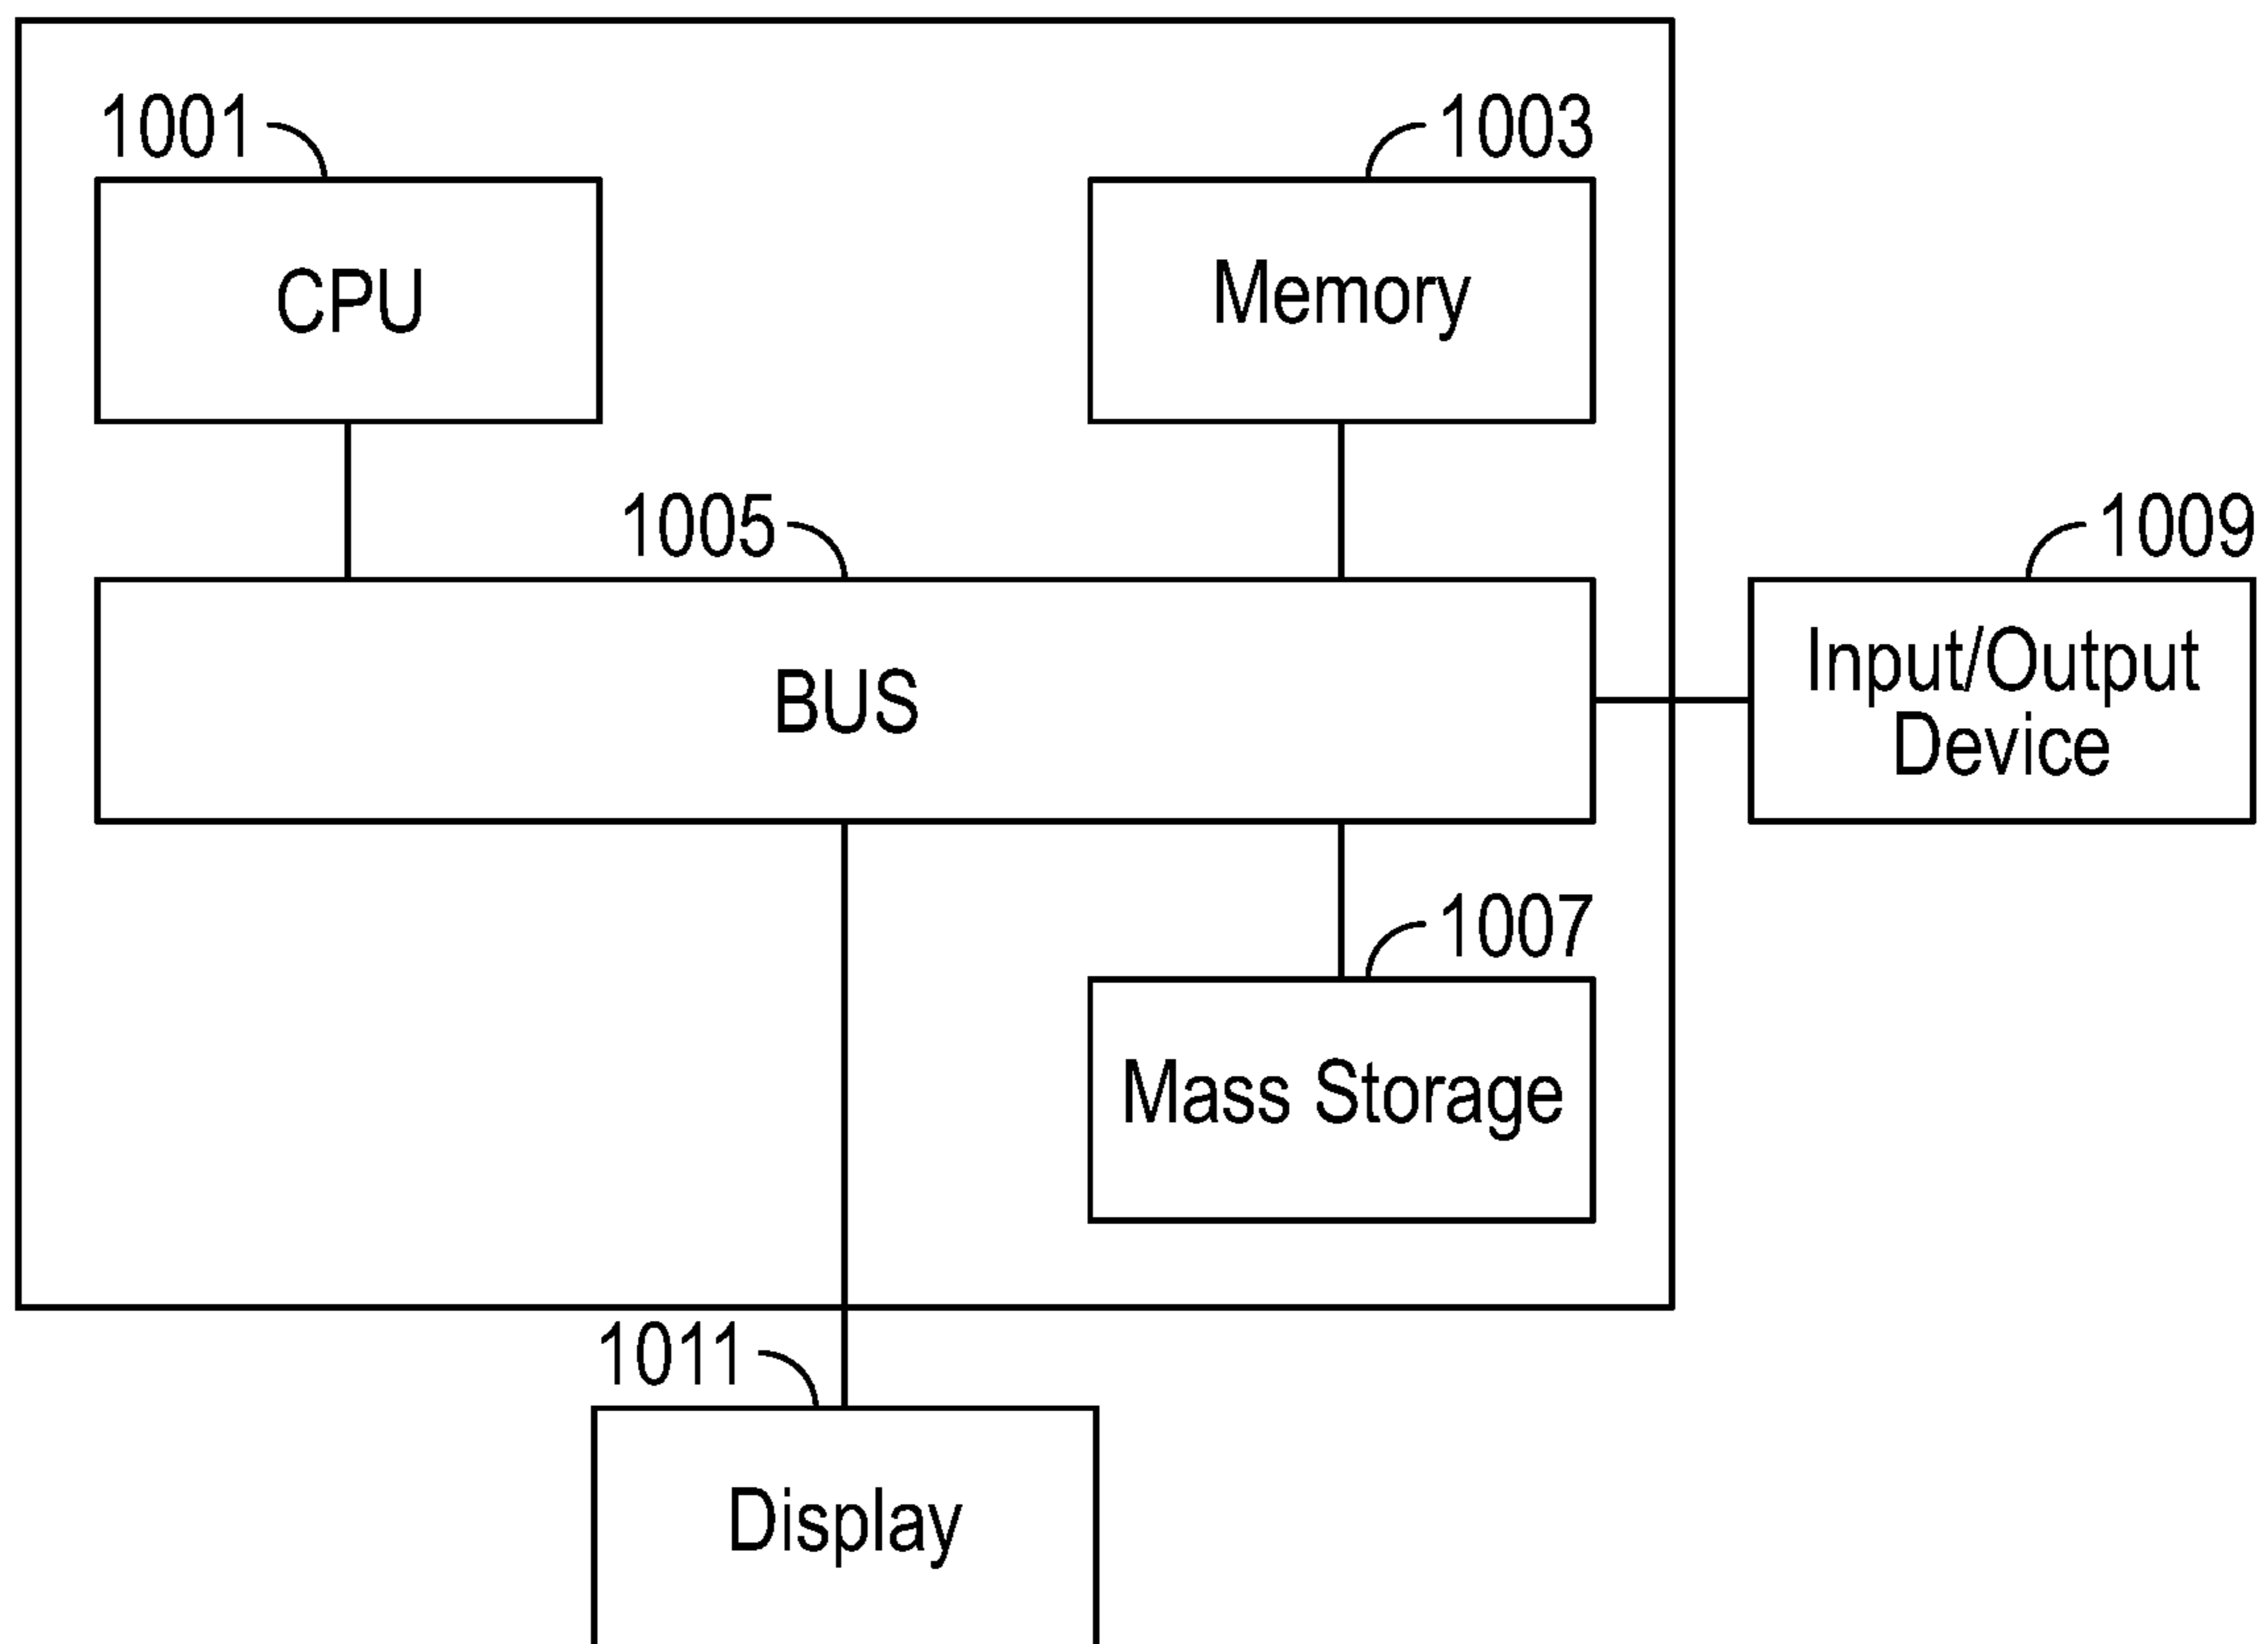 1001
1003
CPU
Memory
1005
1009
BUS
Input/Output
Device
1007
Mass Storage
1011
Display